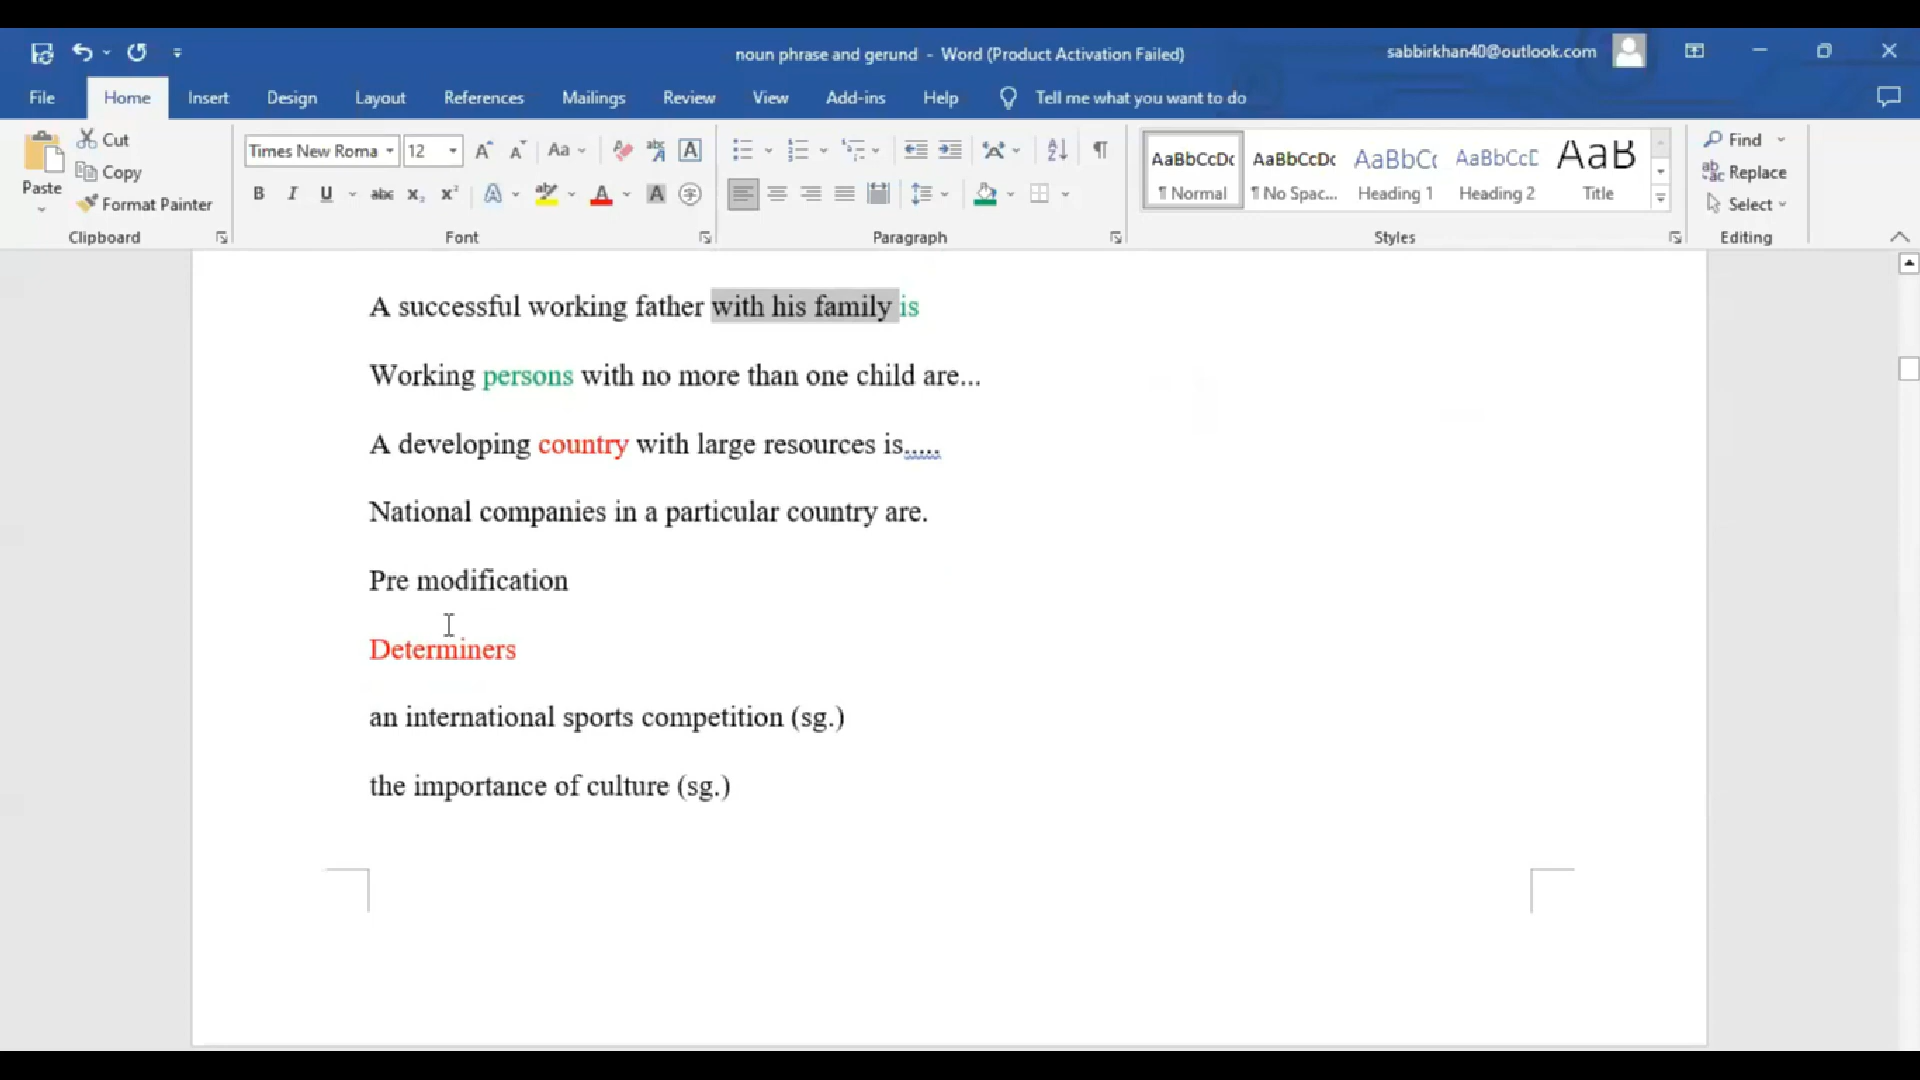 noun phrase and gerund - Word (Product Activation Failed)
sabbirkhan40@outlook.com
File Home Insert Design Layout References Mailings Review View Add-ins Help Tell me what you want to do
Paste
Cut
Copy
Format Painter
Clipboard
Times New Roma 12
Font
Paragraph
AaBbCcDc AaBbCcDc AaBbC AaBbCcD AaB
¶ Normal ¶ No Spac... Heading 1 Heading 2 Title
Styles
Find
Replace
Select
Editing
A successful working father with his family is
Working persons with no more than one child are...
A developing country with large resources is.....
National companies in a particular country are.
Pre modification
Determiners
an international sports competition (sg.)
the importance of culture (sg.)